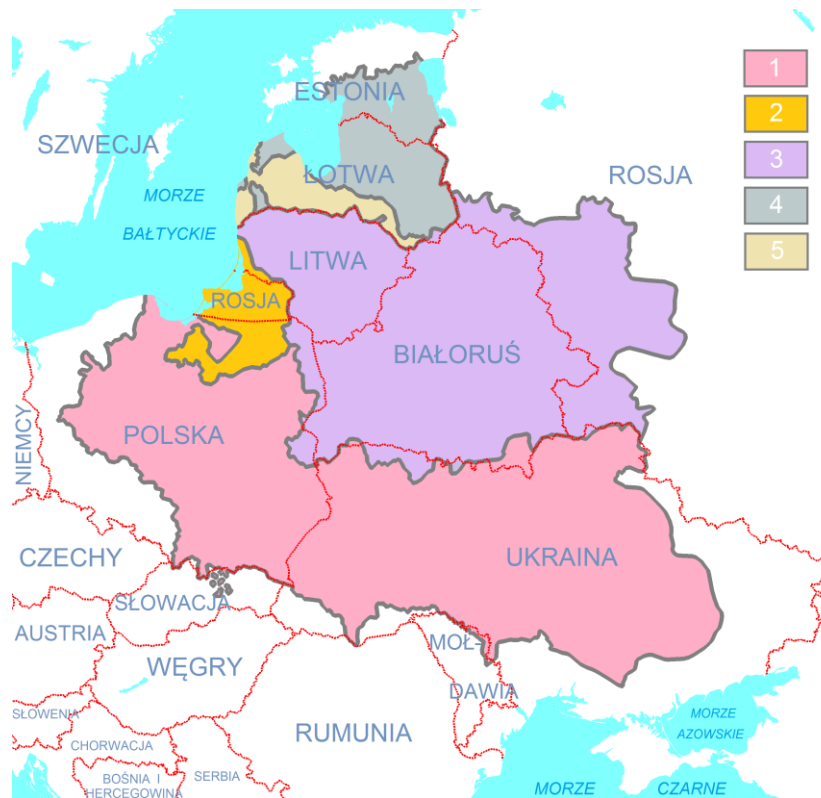 ESTONIA
1
2
SZWECJA
ŁOTWA
ROSJA
3
MORZE
BAŁTYCKIE
4
5
LITWA
ROSJA
BIAŁORUŚ
NIEMCY
POLSKA
CZECHY
UKRAINA
SŁOWACJA
AUSTRIA
MOŁ-
WĘGRY
DAWIA
SŁOWENIA
RUMUNIA
MORZE
AZOWSKIE
CHORWACJA
SERBIA
BOŚNIA I
HERCEGOWINA
MORZE CZARNE